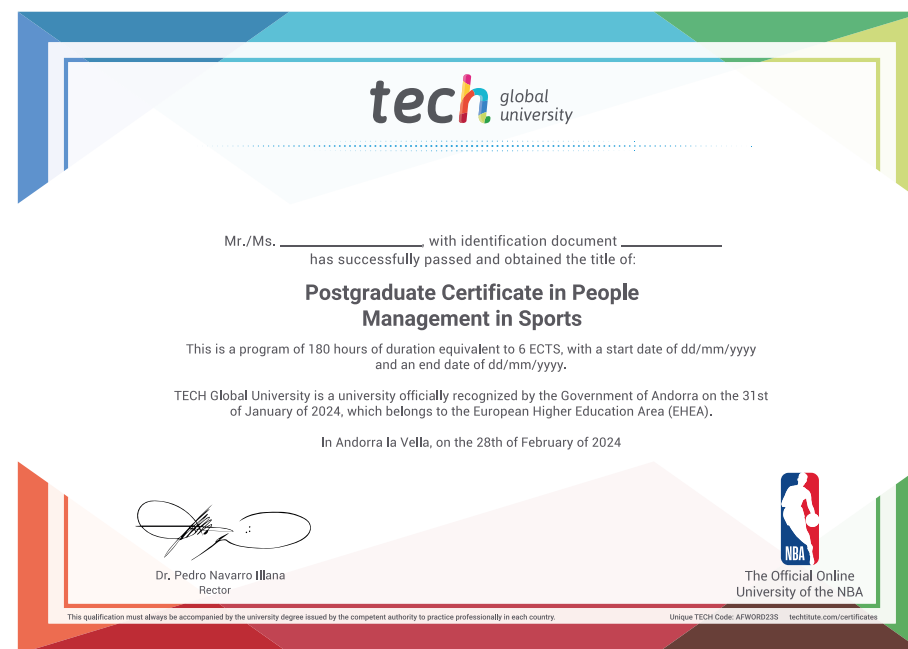 tech global university
Mr./Ms. ____________, with identification document ____________
has successfully passed and obtained the title of:
Postgraduate Certificate in People
Management in Sports
This is a program of 180 hours of duration equivalent to 6 ECTS, with a start date of dd/mm/yyyy
and an end date of dd/mm/yyyy.
TECH Global University is a university officially recognized by the Government of Andorra on the 31st
of January of 2024, which belongs to the European Higher Education Area (EHEA).
In Andorra la Vella, on the 28th of February of 2024
Dr. Pedro Navarro Illana
Rector
NBA
The Official Online
University of the NBA
This qualification must always be accompanied by the university degree issued by the competent authority to practice professionally in each country.
Unique TECH Code: AFWORD23S techtitute.com/certificates